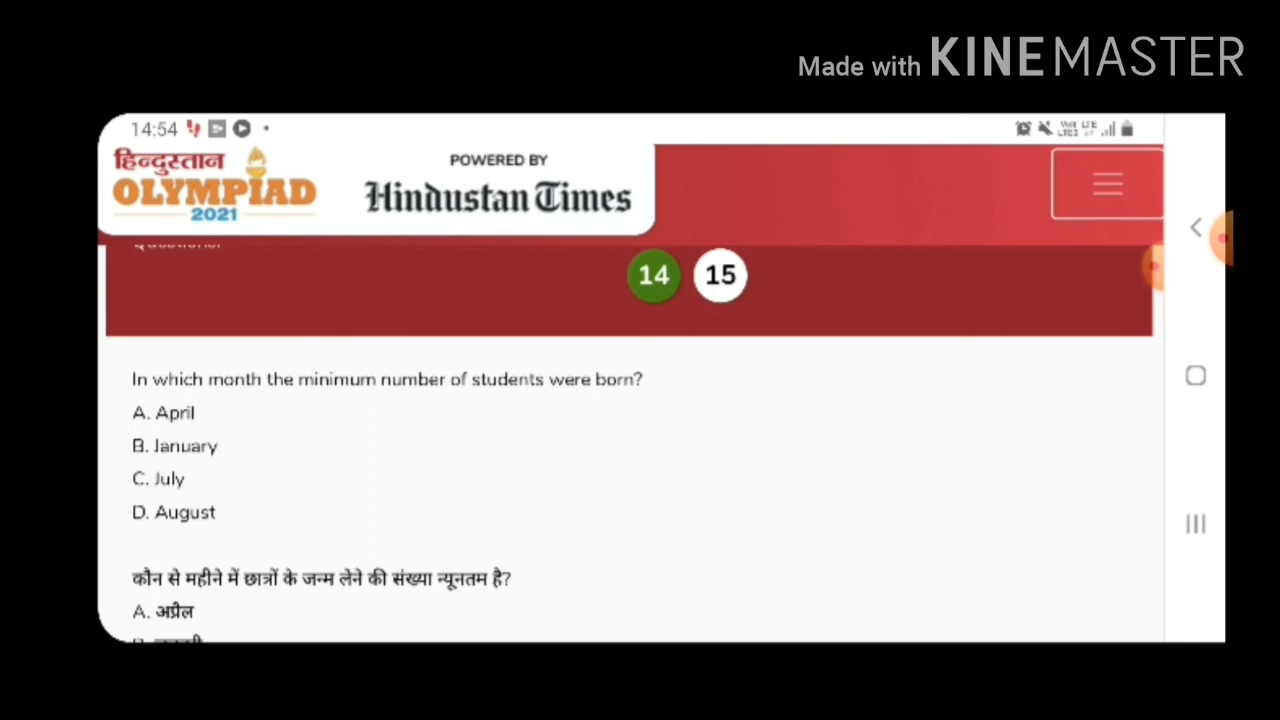 Made with KINEMASTER
14:54
हिन्दुस्तान
OLYMPIAD
2021
POWERED BY
Hindustan Times
14 15
In which month the minimum number of students were born?
A. April
B. January
C. July
D. August
कौन से महीने में छात्रों के जन्म लेने की संख्या न्यूनतम है?
A. अप्रैल